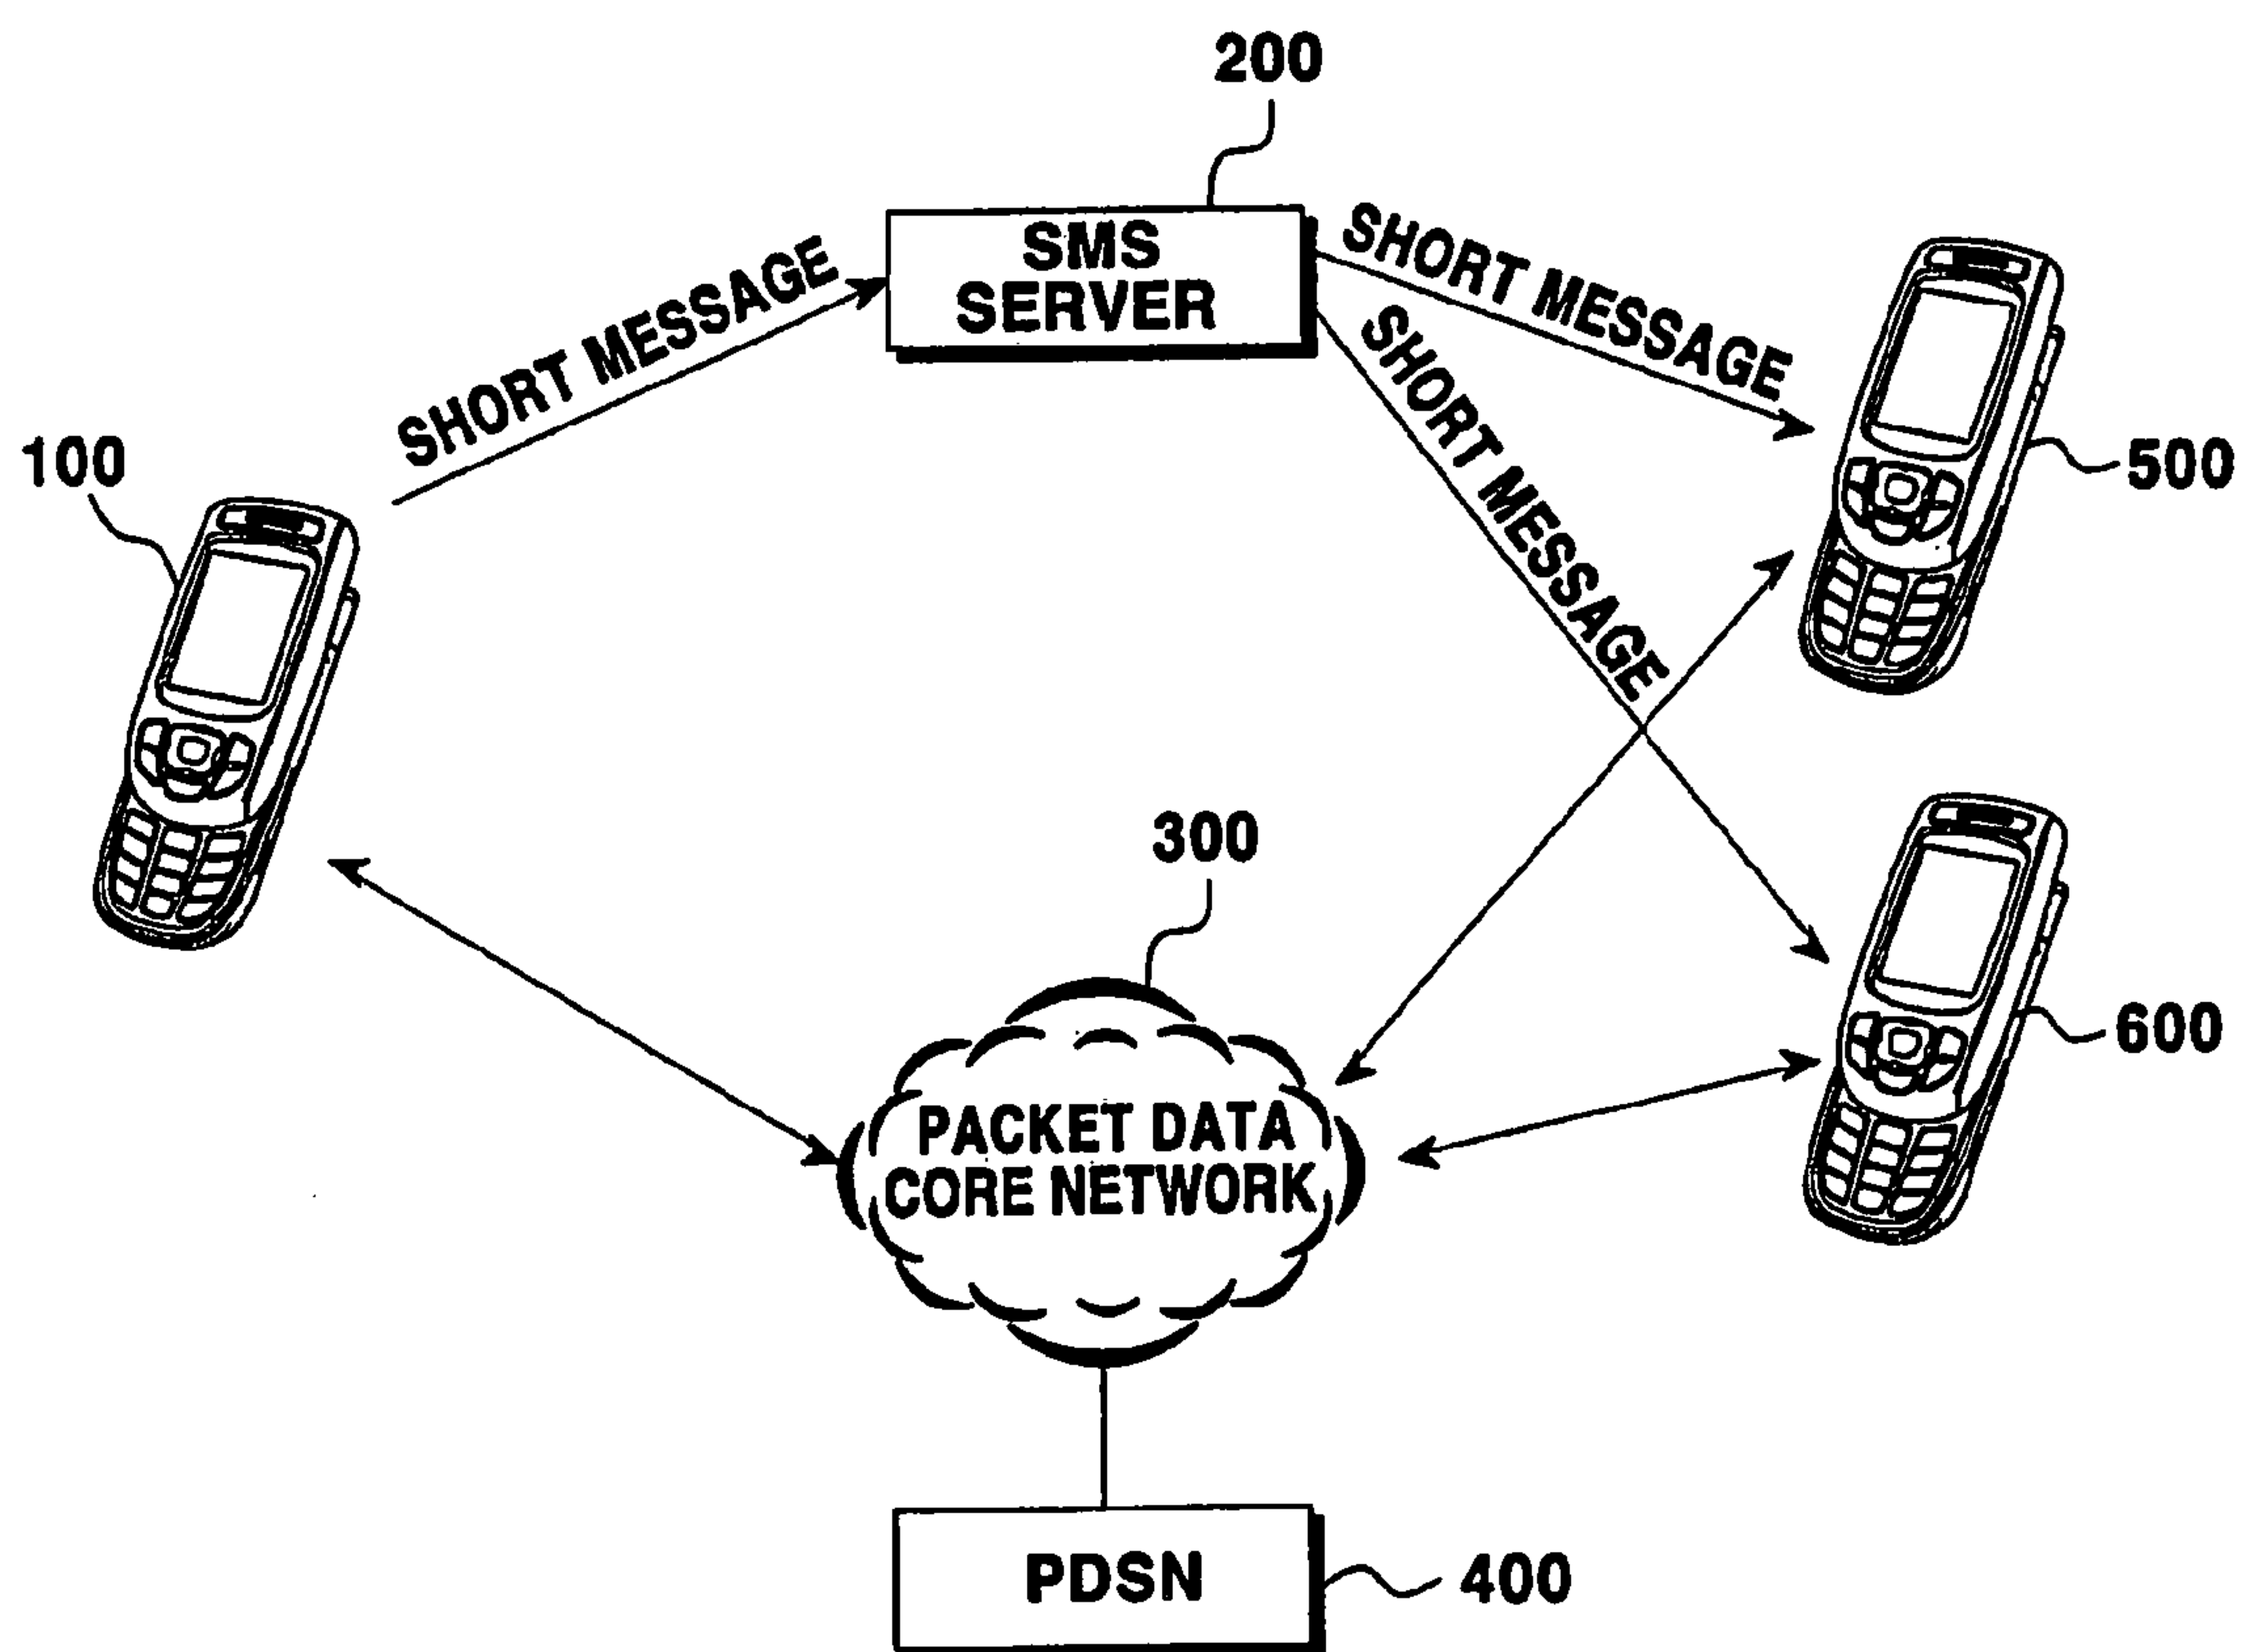 200
SMS
SERVER
SHORT MESSAGE
SHORT MESSAGE
SHORT MESSAGE
100
500
300
600
PACKET DATA
CORE NETWORK
PDSN
400